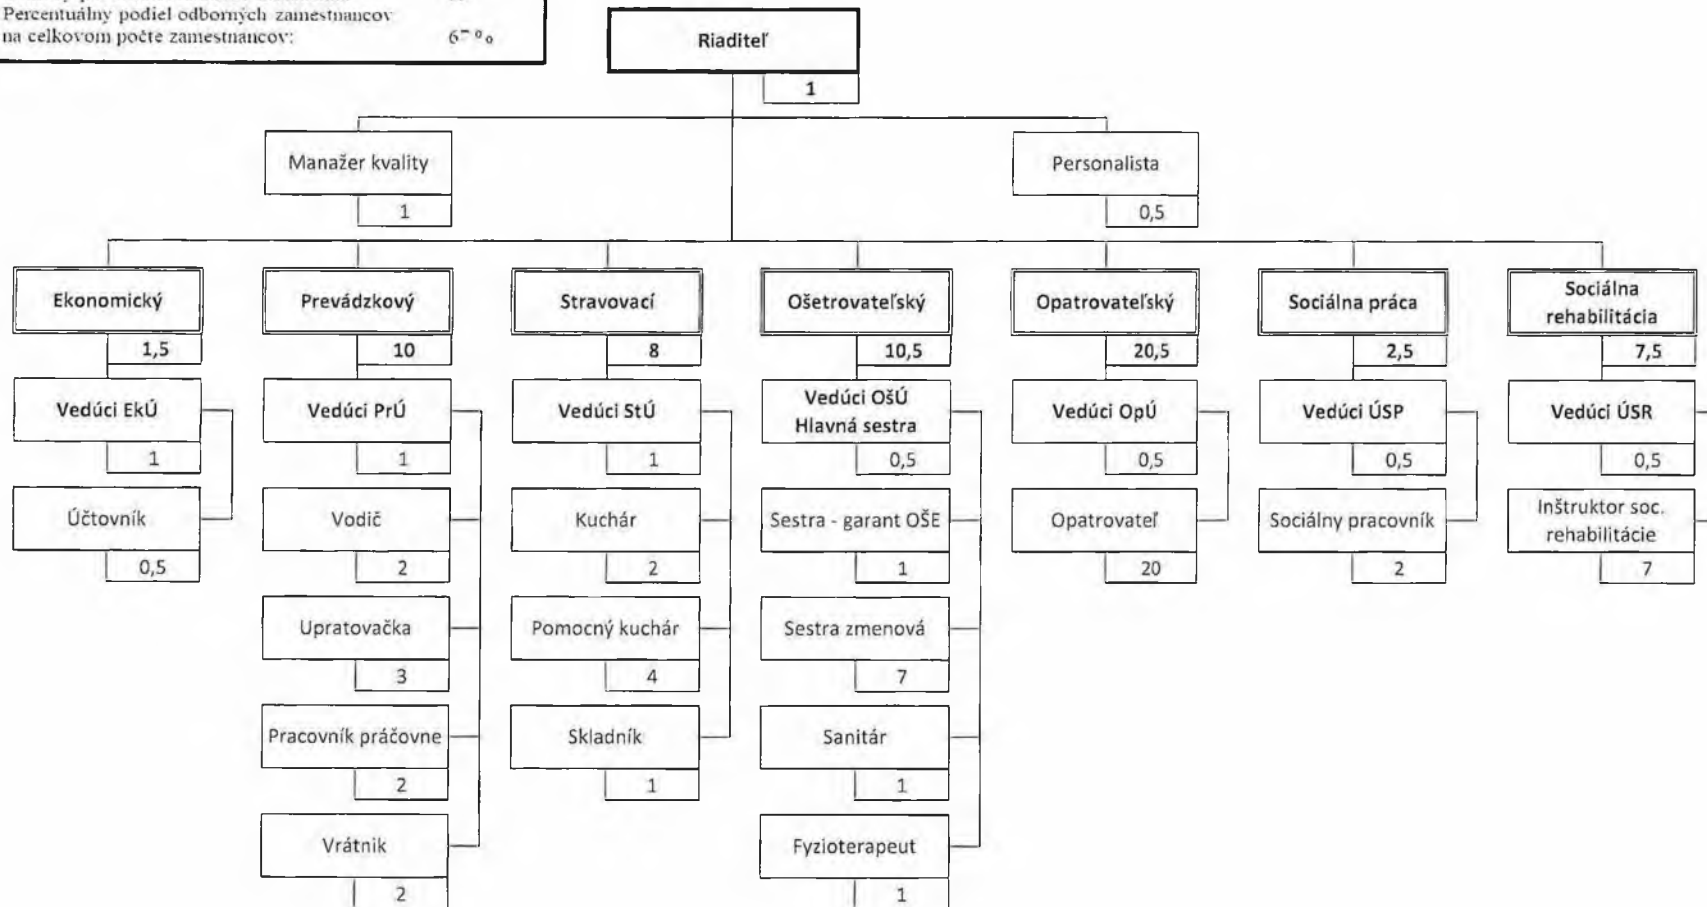 Percentuálny podiel odborných zamestnancov
na celkovom počte zamestnancov: 67 %
Riaditeľ
1
Manažer kvality
1
Personalista
0,5
Ekonomický
1,5
Vedúci EkÚ
1
Účtovník
0,5
Prevádzkový
10
Vedúci PrÚ
1
Vodič
2
Upratovačka
3
Pracovník práčovne
2
Vrátnik
2
Stravovací
8
Vedúci StÚ
1
Kuchár
2
Pomocný kuchár
4
Skladník
1
Ošetrovateľský
10,5
Vedúci OšÚ
Hlavná sestra
0,5
Sestra - garant OŠE
1
Sestra zmenová
7
Sanitár
1
Fyzioterapeut
1
Opatrovateľský
20,5
Vedúci OpÚ
0,5
Opatrovateľ
20
Sociálna práca
2,5
Vedúci ÚSP
0,5
Sociálny pracovník
2
Sociálna
rehabilitácia
7,5
Vedúci ÚSR
0,5
Inštruktor soc.
rehabilitácie
7